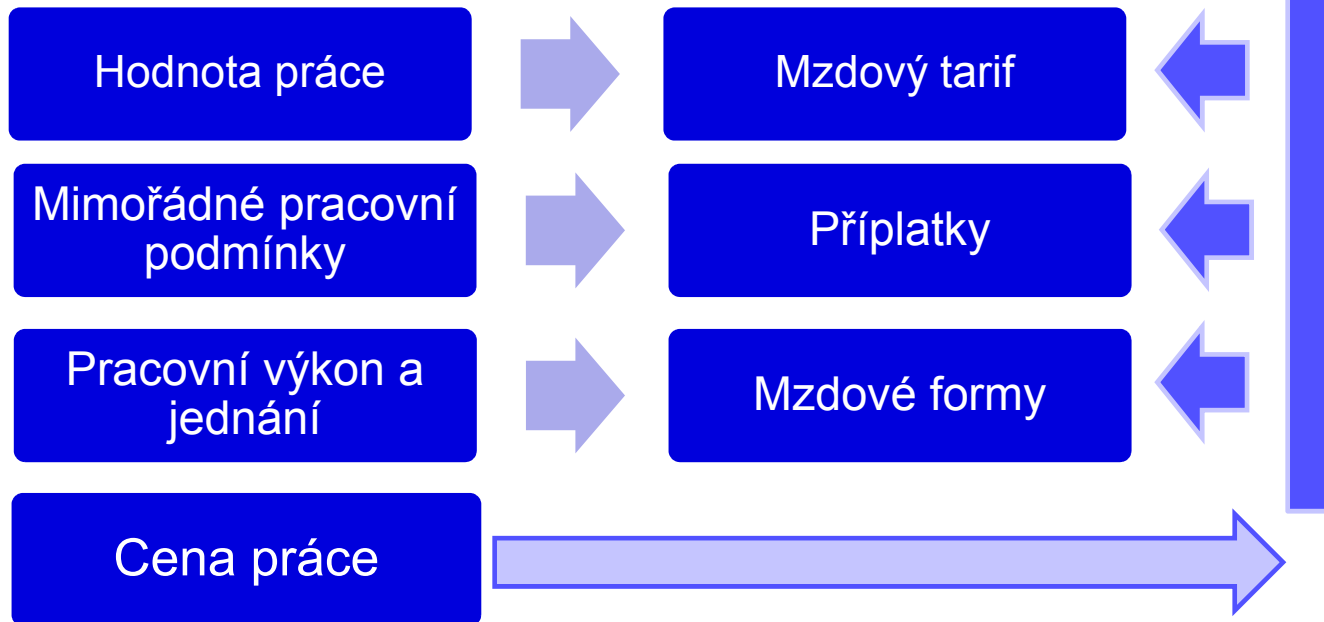 Hodnota práce
Mzdový tarif
Mimořádné pracovní
podmínky
Příplatky
Pracovní výkon a
jednání
Mzdové formy
Cena práce